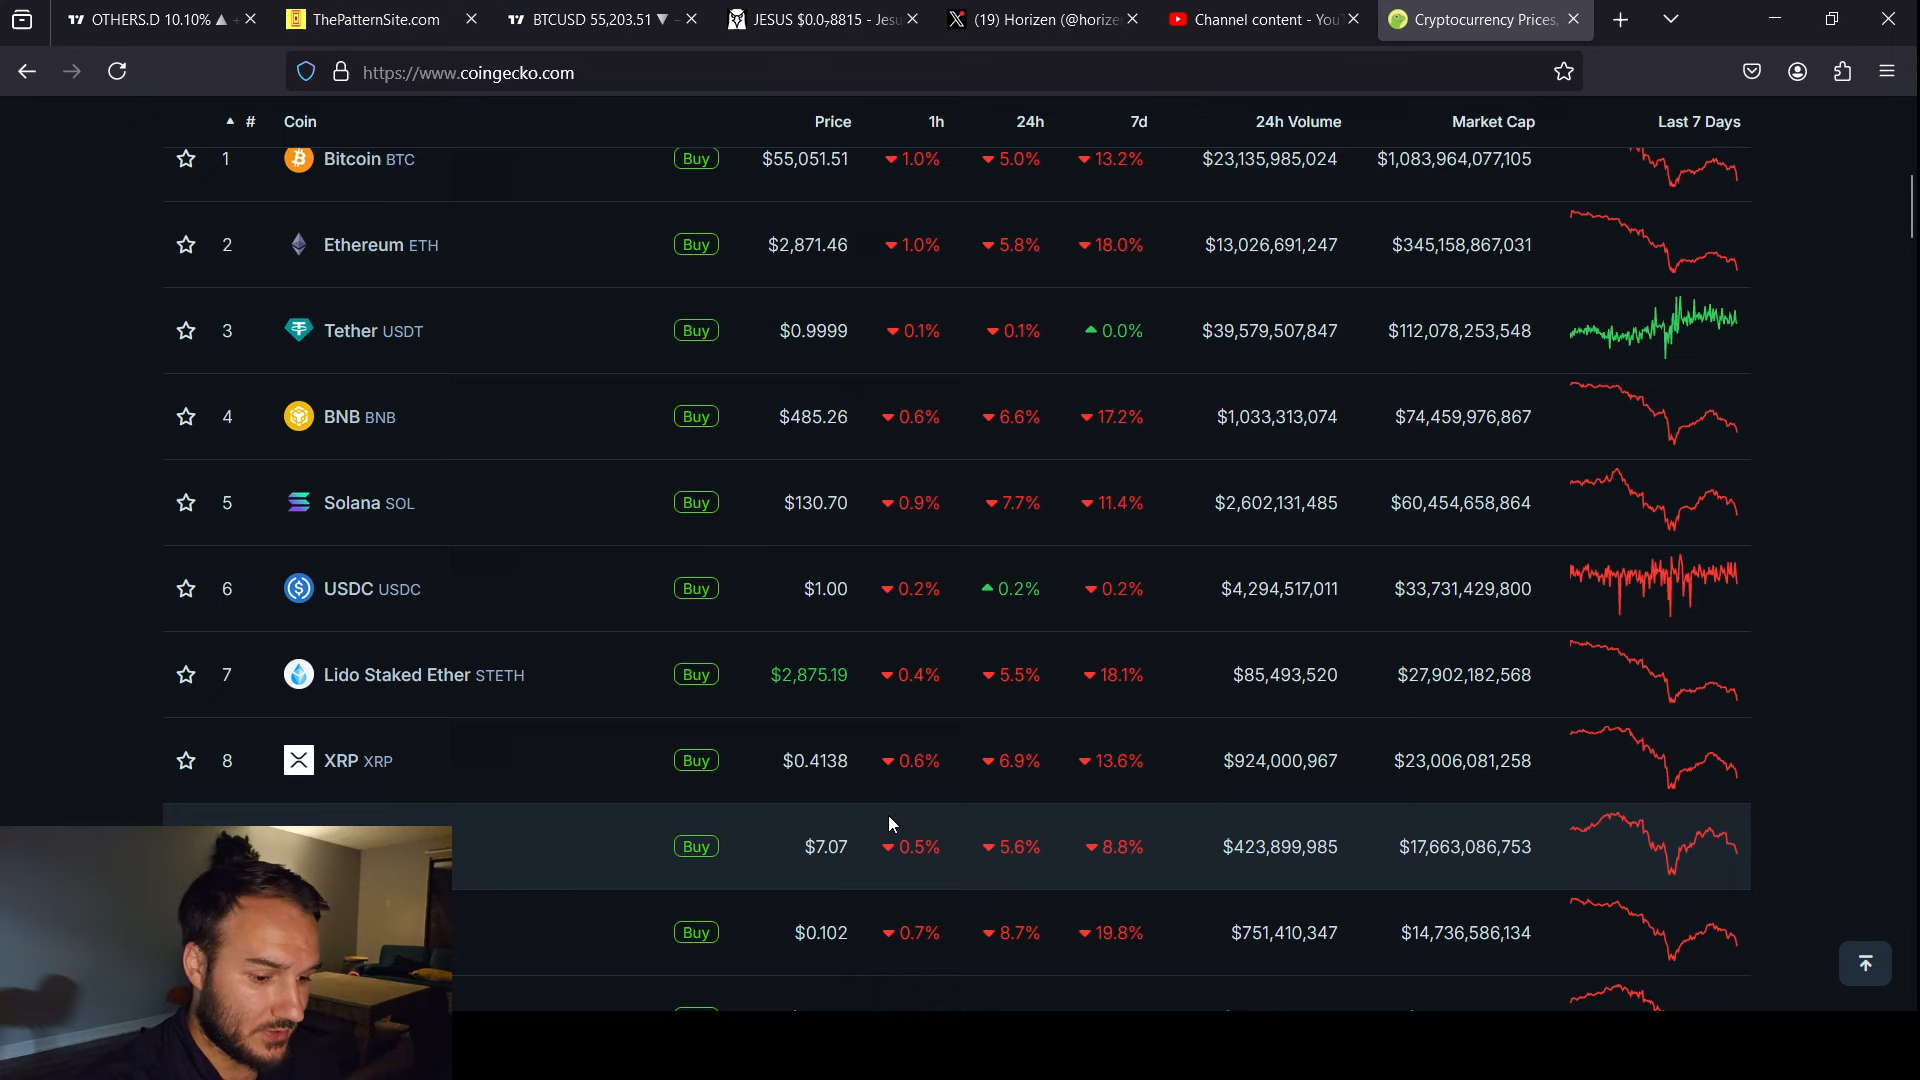 OTHERS.D 10.10% ▲
ThePatternSite.com
BTCUSD 55,203.51 ▼
JESUS $0.0₇8815 - Jesu
(19) Horizen (@horize
Channel content - You
Cryptocurrency Prices,
https://www.coingecko.com
# Coin Price 1h 24h 7d 24h Volume Market Cap Last 7 Days
1 Bitcoin BTC Buy $55,051.51 1.0% 5.0% 13.2% $23,135,985,024 $1,083,964,077,105
2 Ethereum ETH Buy $2,871.46 1.0% 5.8% 18.0% $13,026,691,247 $345,158,867,031
3 Tether USDT Buy $0.9999 0.1% 0.1% 0.0% $39,579,507,847 $112,078,253,548
4 BNB BNB Buy $485.26 0.6% 6.6% 17.2% $1,033,313,074 $74,459,976,867
5 Solana SOL Buy $130.70 0.9% 7.7% 11.4% $2,602,131,485 $60,454,658,864
6 USDC USDC Buy $1.00 0.2% 0.2% 0.2% $4,294,517,011 $33,731,429,800
7 Lido Staked Ether STETH Buy $2,875.19 0.4% 5.5% 18.1% $85,493,520 $27,902,182,568
8 XRP XRP Buy $0.4138 0.6% 6.9% 13.6% $924,000,967 $23,006,081,258
Buy $7.07 0.5% 5.6% 8.8% $423,899,985 $17,663,086,753
Buy $0.102 0.7% 8.7% 19.8% $751,410,347 $14,736,586,134